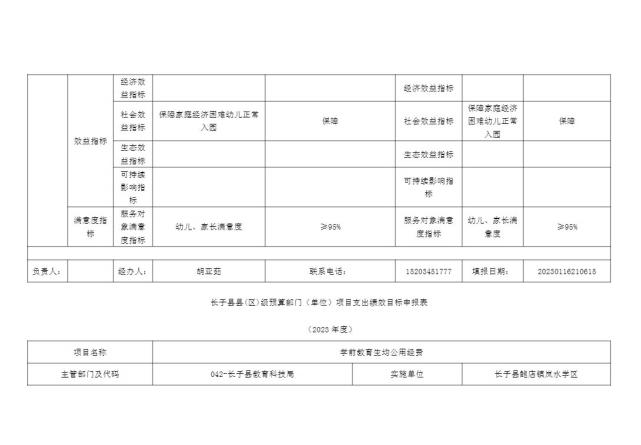 经济效
益指标
经济效益指标
效益指标
社会效
益指标
保障家庭经济困难幼儿正常
入园
保障
社会效益指标
保障家庭经济
困难幼儿正常
入园
保障
生态效
益指标
生态效益指标
可持续
影响指
标
可持续影响指
标
满意度指
标
服务对
象满意
度指标
幼儿、家长满意度
≥95%
服务对象满意
度指标
幼儿、家长满
意度
≥95%
负责人：
经办人：
胡亚茹
联系电话：
15203451777
填报日期：
20230116210615
长子县县(区)级预算部门（单位）项目支出绩效目标申报表
（2023 年度）
项目名称
学前教育生均公用经费
主管部门及代码
042-长子县教育科技局
实施单位
长子县鲍店镇岚水学区